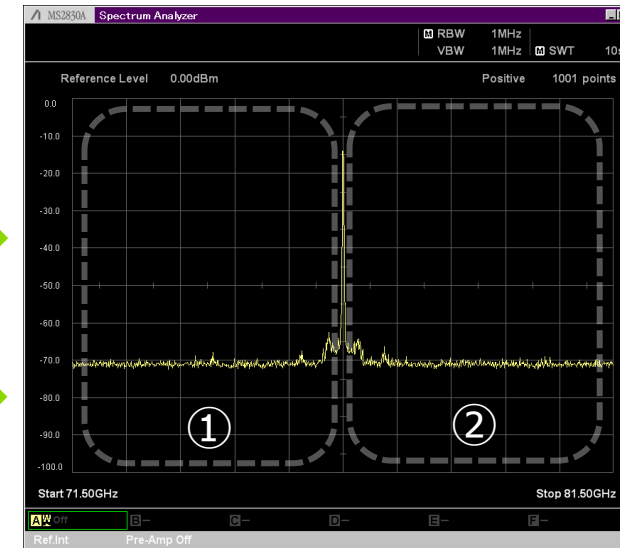 MS2830A Spectrum Analyzer
M RBW 1MHz
VBW 1MHz M SWT 10s
Reference Level 0.00dBm Positive 1001 points
0.0
-10.0
-20.0
-30.0
-40.0
-50.0
-60.0
-70.0
-80.0
-90.0
-100.0
① ②
Start 71.50GHz Stop 81.50GHz
A W Off B- C- D- E- F-
Ref.Int Pre-Amp Off